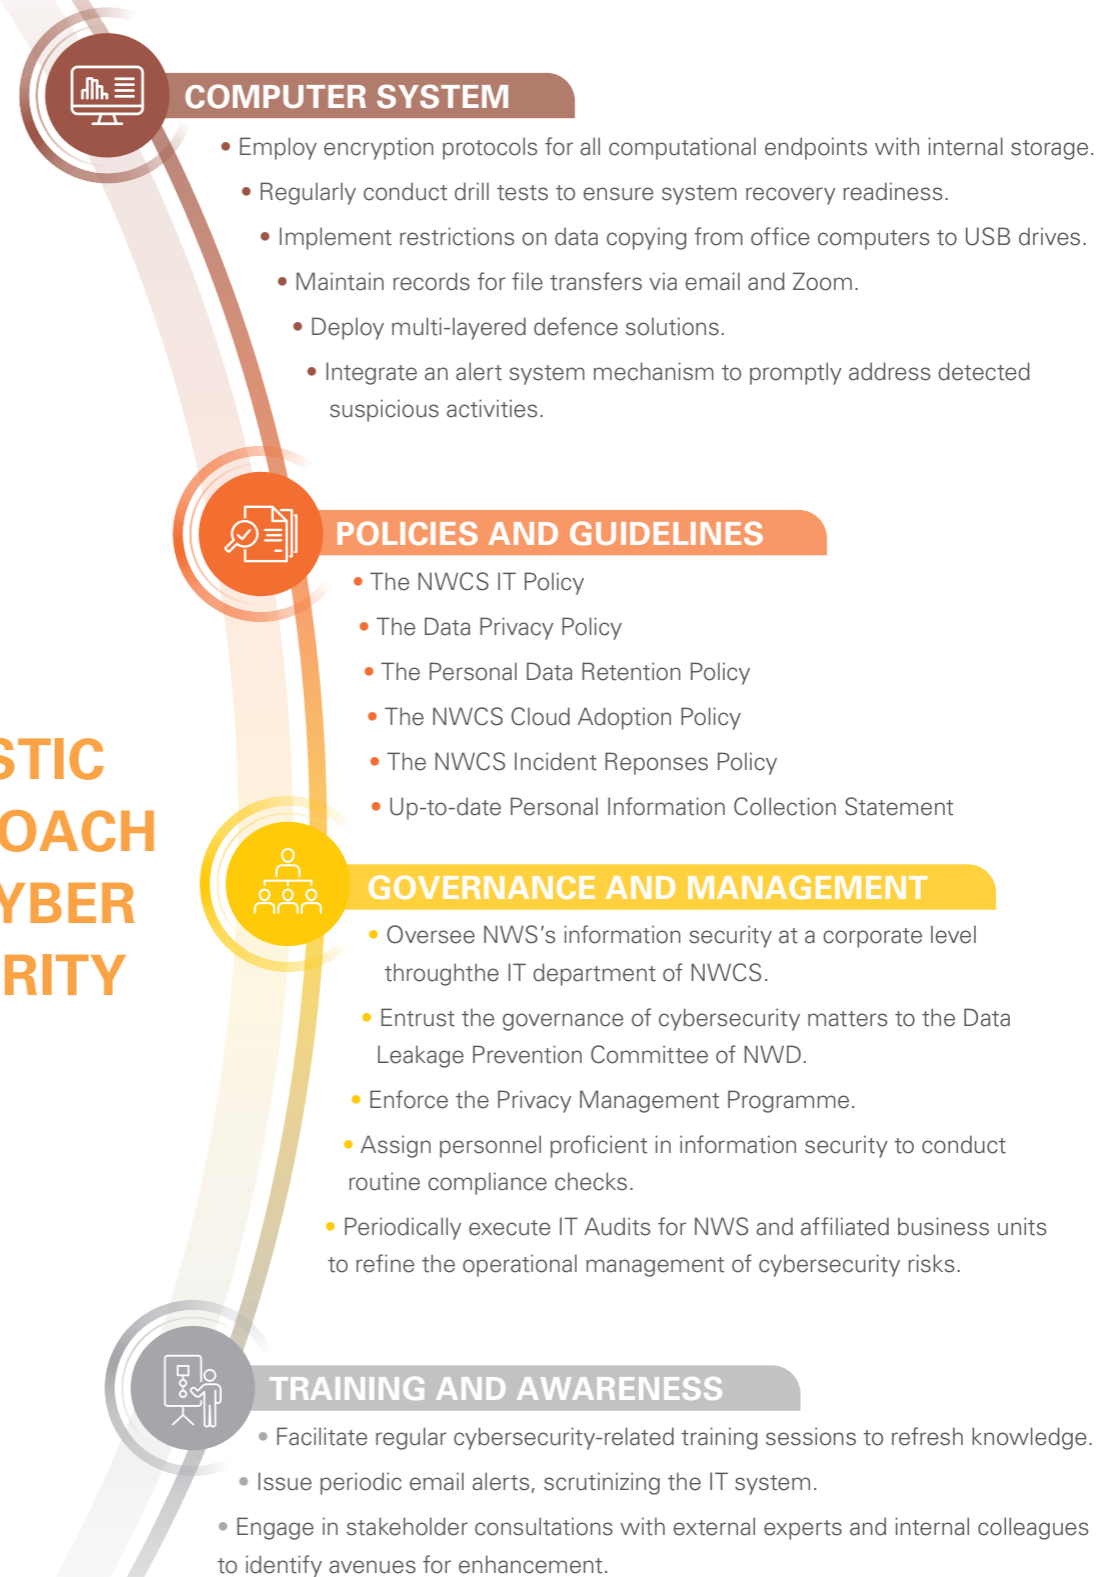 COMPUTER SYSTEM
• Employ encryption protocols for all computational endpoints with internal storage.
• Regularly conduct drill tests to ensure system recovery readiness.
• Implement restrictions on data copying from office computers to USB drives.
• Maintain records for file transfers via email and Zoom.
• Deploy multi-layered defence solutions.
• Integrate an alert system mechanism to promptly address detected
suspicious activities.
POLICIES AND GUIDELINES
• The NWCS IT Policy
• The Data Privacy Policy
• The Personal Data Retention Policy
• The NWCS Cloud Adoption Policy
• The NWCS Incident Reponses Policy
• Up-to-date Personal Information Collection Statement
STIC
OACH
YBER
RITY
GOVERNANCE AND MANAGEMENT
• Oversee NWS's information security at a corporate level
throughthe IT department of NWCS.
• Entrust the governance of cybersecurity matters to the Data
Leakage Prevention Committee of NWD.
• Enforce the Privacy Management Programme.
• Assign personnel proficient in information security to conduct
routine compliance checks.
• Periodically execute IT Audits for NWS and affiliated business units
to refine the operational management of cybersecurity risks.
TRAINING AND AWARENESS
• Facilitate regular cybersecurity-related training sessions to refresh knowledge.
• Issue periodic email alerts, scrutinizing the IT system.
• Engage in stakeholder consultations with external experts and internal colleagues
to identify avenues for enhancement.